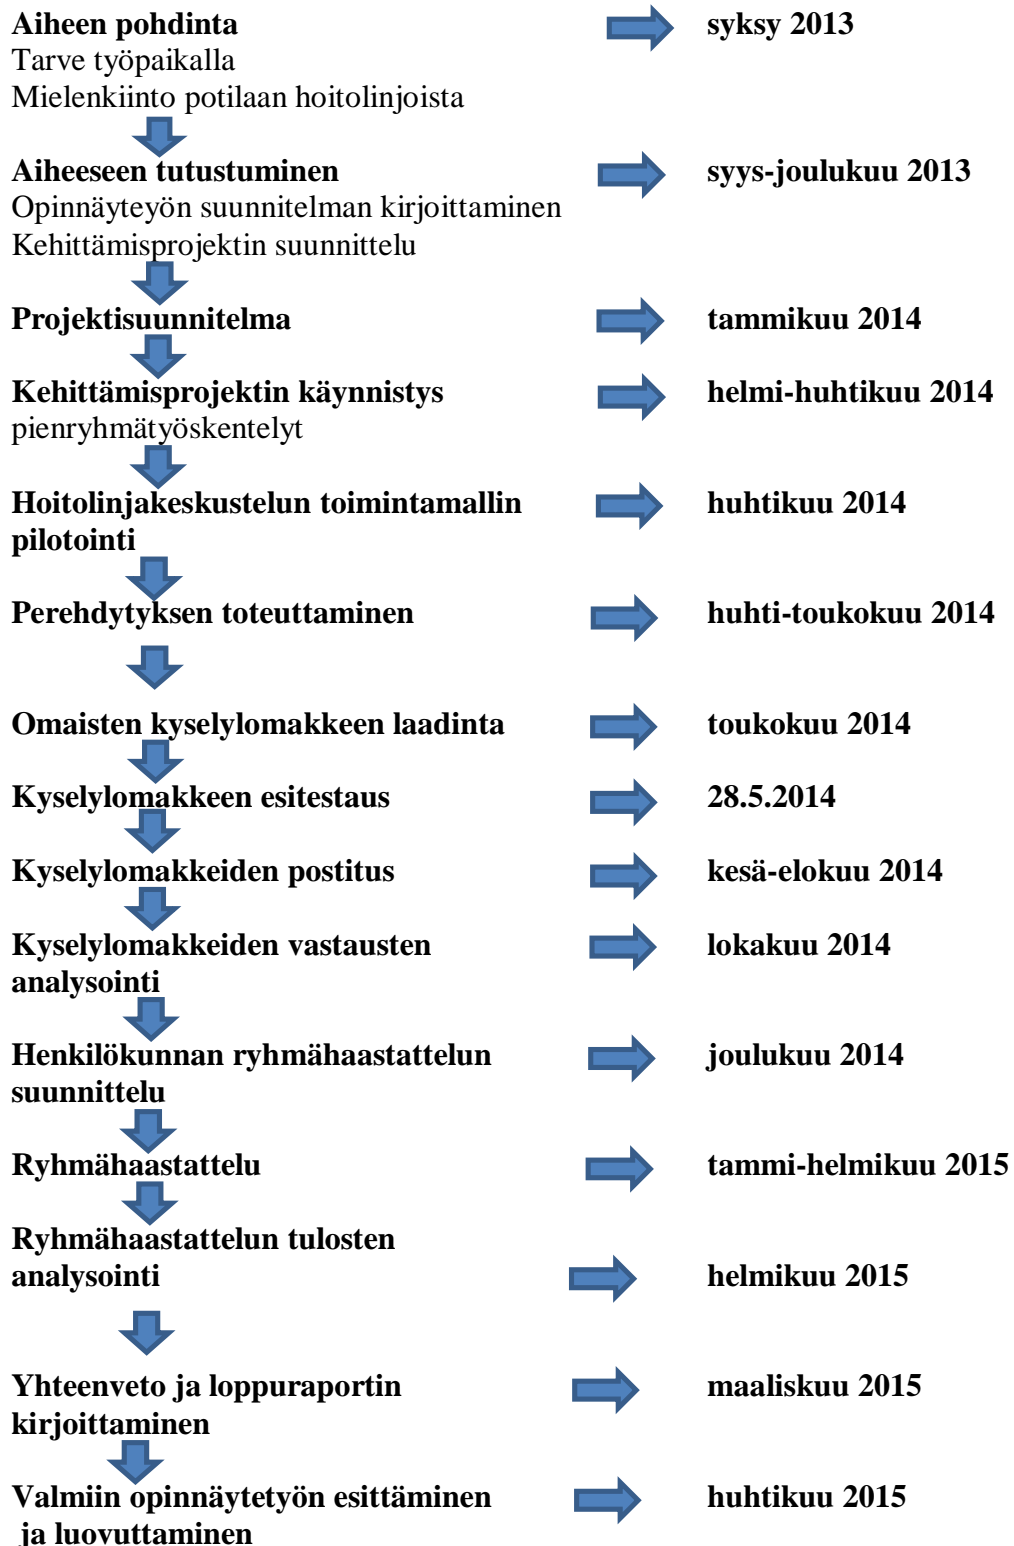 Aiheen pohdinta syksy 2013
Tarve työpaikalla
Mielenkiinto potilaan hoitolinjoista
Aiheeseen tutustuminen syys-joulukuu 2013
Opinnäyteyön suunnitelman kirjoittaminen
Kehittämisprojektin suunnittelu
Projektisuunnitelma tammikuu 2014
Kehittämisprojektin käynnistys helmi-huhtikuu 2014
pienryhmätyöskentelyt
Hoitolinjakeskustelun toimintamallin huhtikuu 2014
pilotointi
Perehdytyksen toteuttaminen huhti-toukokuu 2014
Omaisten kyselylomakkeen laadinta toukokuu 2014
Kyselylomakkeen esitestaus 28.5.2014
Kyselylomakkeiden postitus kesä-elokuu 2014
Kyselylomakkeiden vastausten lokakuu 2014
analysointi
Henkilökunnan ryhmähaastattelun joulukuu 2014
suunnittelu
Ryhmähaastattelu tammi-helmikuu 2015
Ryhmähaastattelun tulosten
analysointi helmikuu 2015
Yhteenveto ja loppuraportin maaliskuu 2015
kirjoittaminen
Valmiin opinnäytetyön esittäminen huhtikuu 2015
ja luovuttaminen